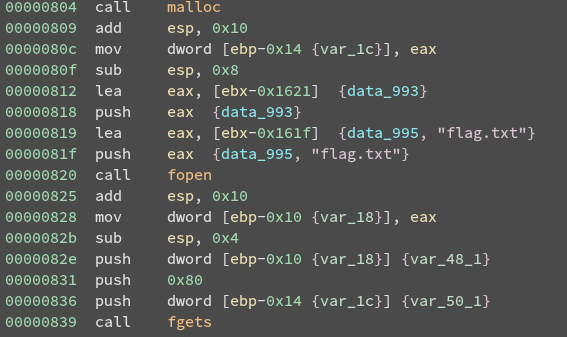 00000804 call malloc
00000809 add esp, 0x10
0000080c mov dword [ebp-0x14 {var_1c}], eax
0000080f sub esp, 0x8
00000812 lea eax, [ebx-0x1621] {data_993}
00000818 push eax {data_993}
00000819 lea eax, [ebx-0x161f] {data_995, "flag.txt"}
0000081f push eax {data_995, "flag.txt"}
00000820 call fopen
00000825 add esp, 0x10
00000828 mov dword [ebp-0x10 {var_18}], eax
0000082b sub esp, 0x4
0000082e push dword [ebp-0x10 {var_18}] {var_48_1}
00000831 push 0x80
00000836 push dword [ebp-0x14 {var_1c}] {var_50_1}
00000839 call fgets